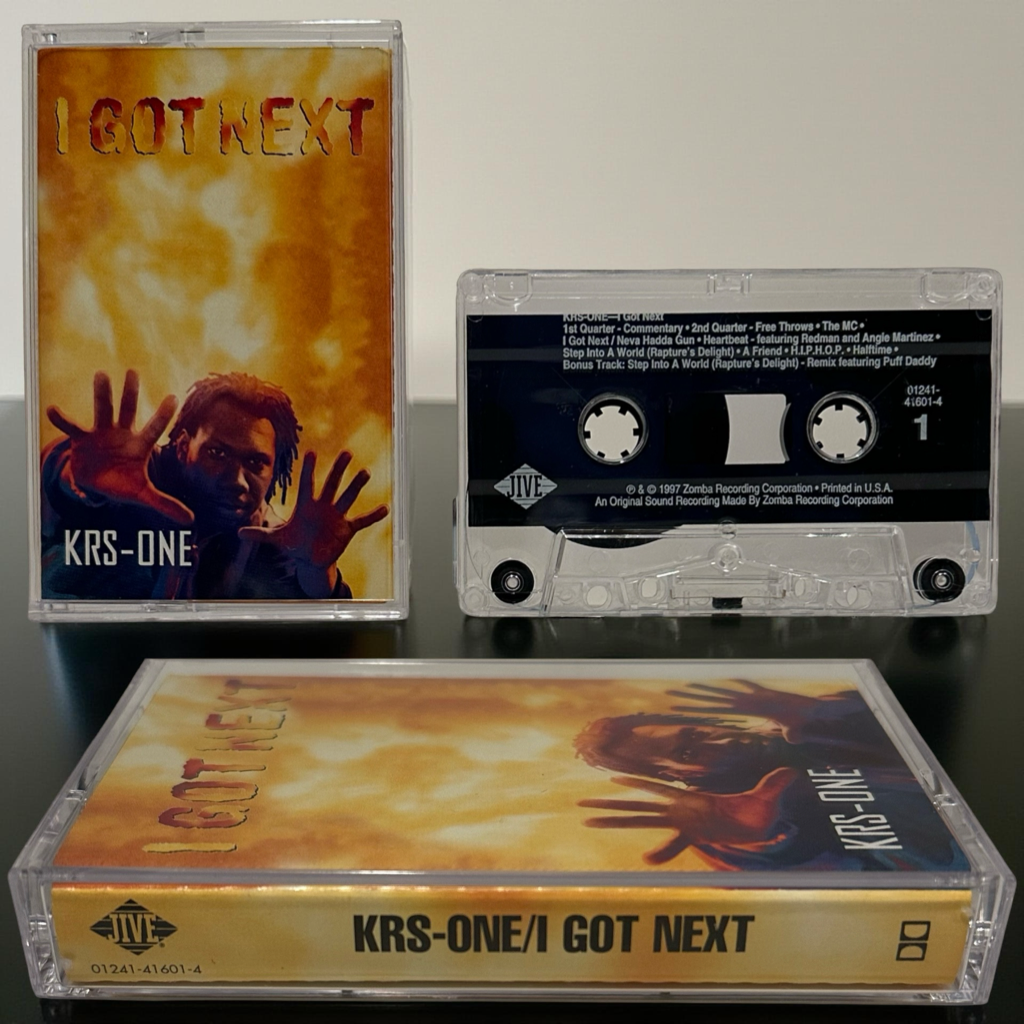 I GOT NEXT
KRS-ONE
KRS-ONE—I Got Next
1st Quarter - Commentary • 2nd Quarter - Free Throws • The MC •
I Got Next / Neva Hadda Gun • Heartbeat - featuring Redman and Angie Martinez •
Step Into A World (Rapture's Delight) • A Friend • H.I.P.H.O.P. • Halftime •
Bonus Track: Step Into A World (Rapture's Delight) - Remix featuring Puff Daddy
01241-
41601-4
1
JIVE
℗ & © 1997 Zomba Recording Corporation • Printed in U.S.A.
An Original Sound Recording Made By Zomba Recording Corporation
I GOT NEXT
KRS-ONE
JIVE
KRS-ONE/I GOT NEXT
01241-41601-4